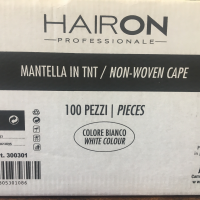 HAIRON
PROFESSIONALE
MANTELLA IN TNT / NON-WOVEN CAPE
100 PEZZI | PIECES
COLORE BIANCO
WHITE COLOUR
t. 300301